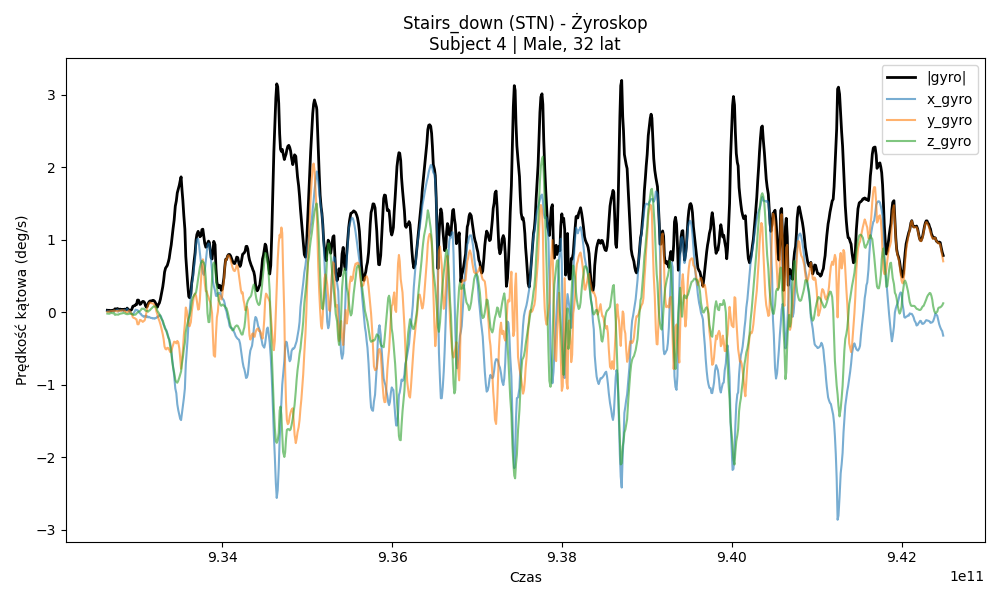 Stairs_down (STN) - Żyroskop
Subject 4 | Male, 32 lat
|gyro|
x_gyro
y_gyro
z_gyro
Prędkość kątowa (deg/s)
3
2
1
0
−1
−2
−3
9.34
9.36
9.38
9.40
9.42
1e11
Czas